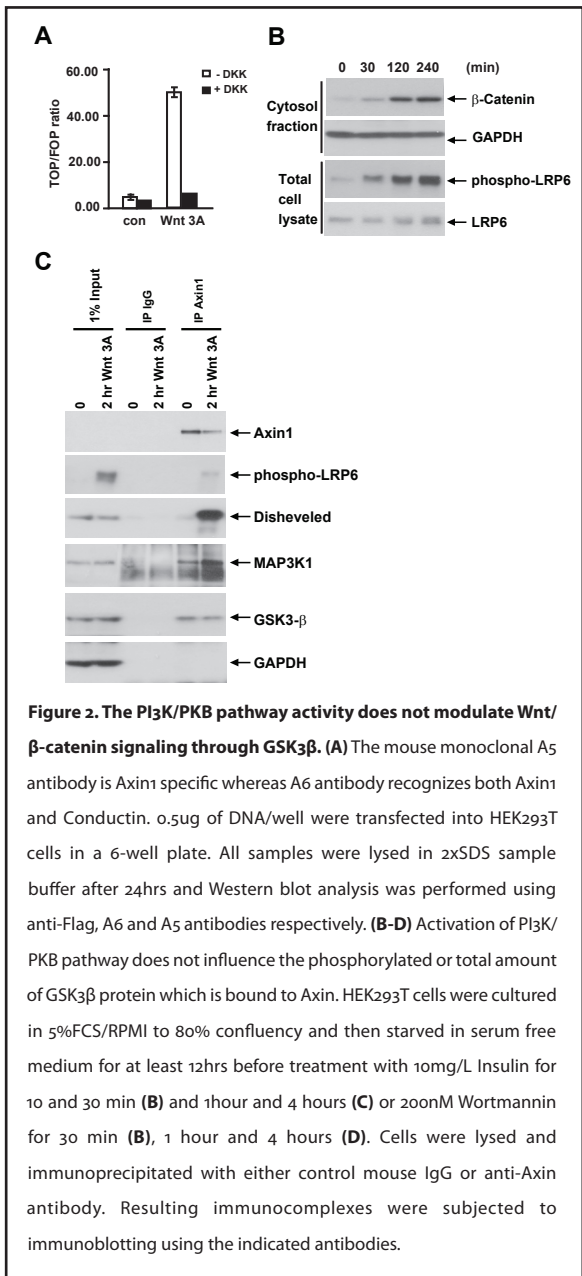 A
TOP/FOP ratio
60.00
40.00
20.00
0.00
- DKK
+ DKK
con
Wnt 3A
B
0 30 120 240 (min)
Cytosol fraction
β-Catenin
GAPDH
Total cell lysate
phospho-LRP6
LRP6
C
1% Input
IP IgG
IP Axin1
0
2 hr Wnt 3A
0
2 hr Wnt 3A
0
2 hr Wnt 3A
Axin1
phospho-LRP6
Disheveled
MAP3K1
GSK3-β
GAPDH
Figure 2. The PI3K/PKB pathway activity does not modulate Wnt/
β-catenin signaling through GSK3β. (A) The mouse monoclonal A5
antibody is Axin1 specific whereas A6 antibody recognizes both Axin1
and Conductin. 0.5ug of DNA/well were transfected into HEK293T
cells in a 6-well plate. All samples were lysed in 2xSDS sample
buffer after 24hrs and Western blot analysis was performed using
anti-Flag, A6 and A5 antibodies respectively. (B-D) Activation of PI3K/
PKB pathway does not influence the phosphorylated or total amount
of GSK3β protein which is bound to Axin. HEK293T cells were cultured
in 5%FCS/RPMI to 80% confluency and then starved in serum free
medium for at least 12hrs before treatment with 10mg/L Insulin for
10 and 30 min (B) and 1hour and 4 hours (C) or 200nM Wortmannin
for 30 min (B), 1 hour and 4 hours (D). Cells were lysed and
immunoprecipitated with either control mouse IgG or anti-Axin
antibody. Resulting immunocomplexes were subjected to
immunoblotting using the indicated antibodies.